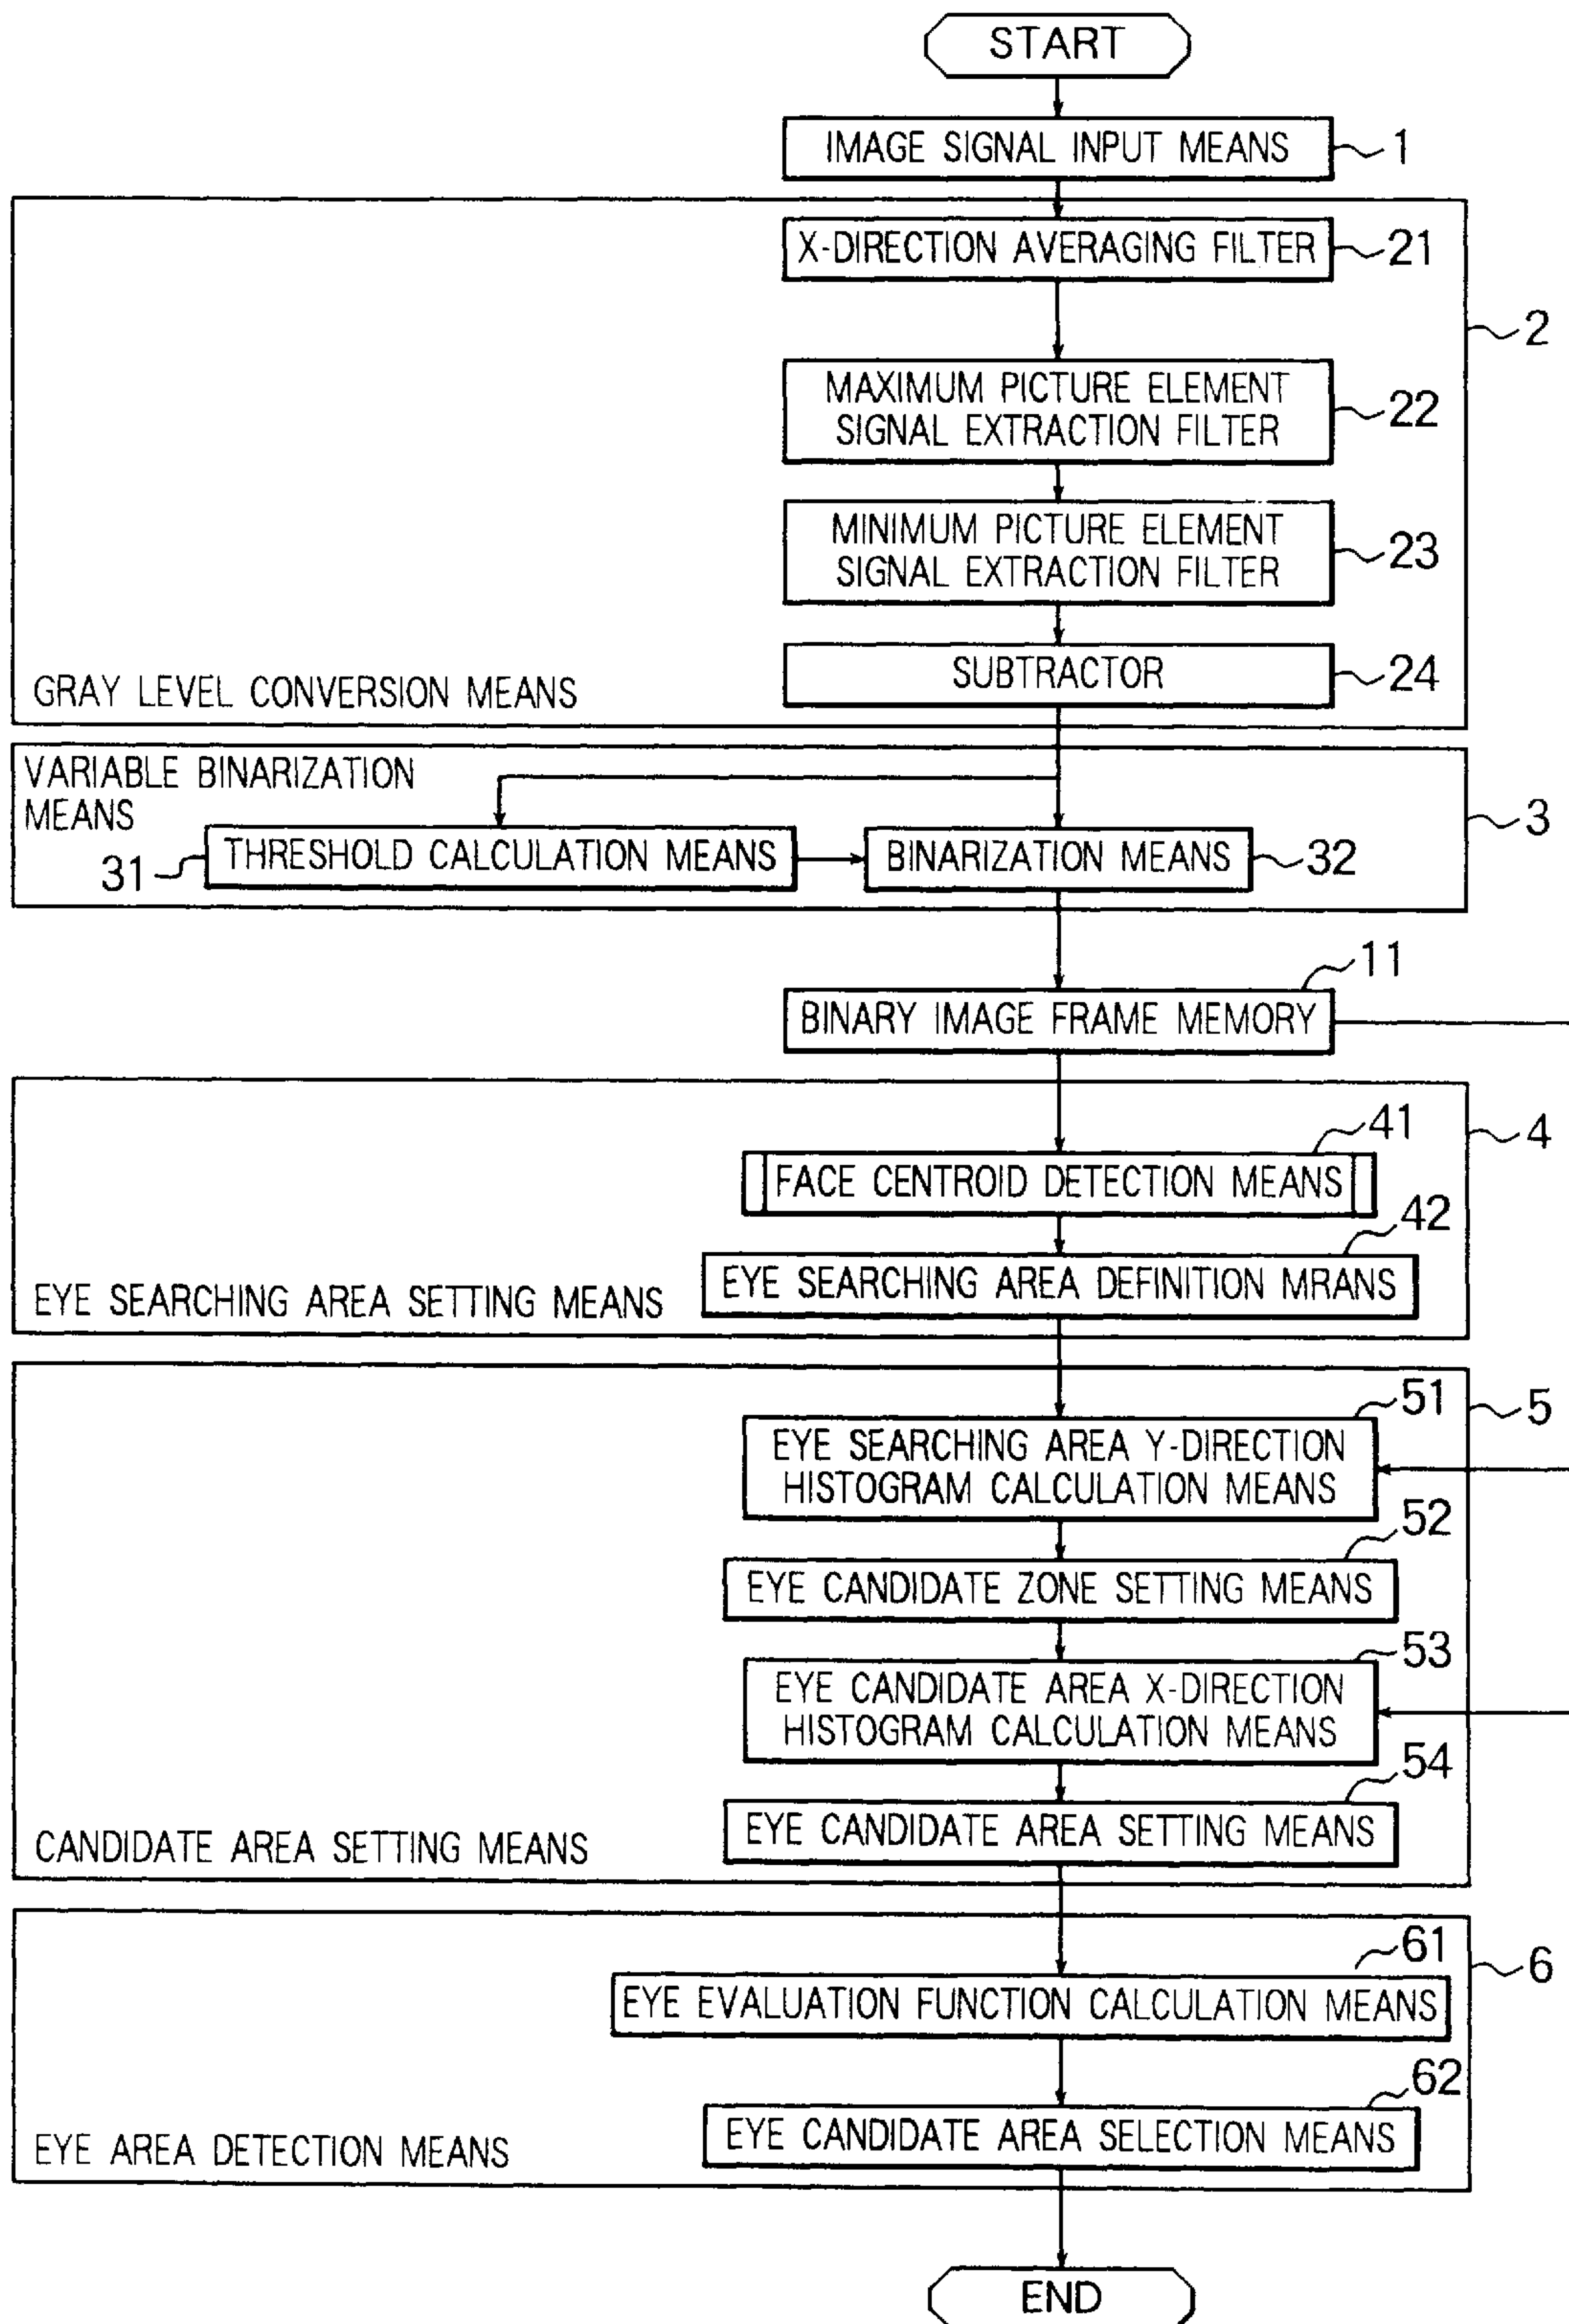 START
IMAGE SIGNAL INPUT MEANS
1
X-DIRECTION AVERAGING FILTER
21
2
MAXIMUM PICTURE ELEMENT
SIGNAL EXTRACTION FILTER
22
MINIMUM PICTURE ELEMENT
SIGNAL EXTRACTION FILTER
23
SUBTRACTOR
24
GRAY LEVEL CONVERSION MEANS
VARIABLE BINARIZATION
MEANS
3
31
THRESHOLD CALCULATION MEANS
BINARIZATION MEANS
32
11
BINARY IMAGE FRAME MEMORY
41
4
FACE CENTROID DETECTION MEANS
42
EYE SEARCHING AREA DEFINITION MRANS
EYE SEARCHING AREA SETTING MEANS
51
5
EYE SEARCHING AREA Y-DIRECTION
HISTOGRAM CALCULATION MEANS
52
EYE CANDIDATE ZONE SETTING MEANS
53
EYE CANDIDATE AREA X-DIRECTION
HISTOGRAM CALCULATION MEANS
54
EYE CANDIDATE AREA SETTING MEANS
CANDIDATE AREA SETTING MEANS
61
6
EYE EVALUATION FUNCTION CALCULATION MEANS
62
EYE CANDIDATE AREA SELECTION MEANS
EYE AREA DETECTION MEANS
END